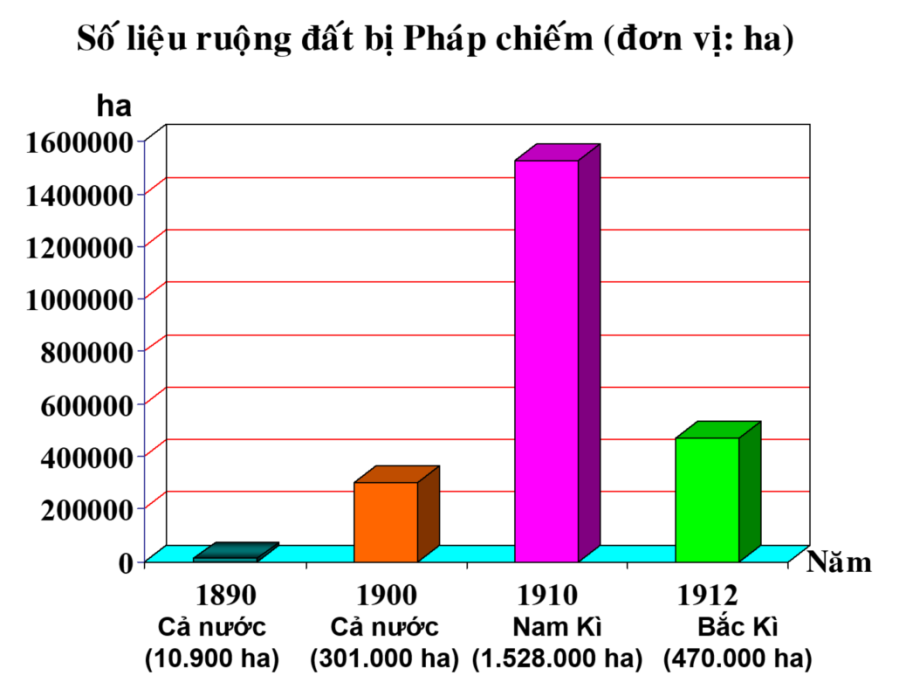 Số liệu ruộng đất bị Pháp chiếm (đơn vị: ha)
ha
1600000
1400000
1200000
1000000
800000
600000
400000
200000
0
Năm
1890 1900 1910 1912
Cả nước Cả nước Nam Kì Bắc Kì
(10.900 ha) (301.000 ha) (1.528.000 ha) (470.000 ha)